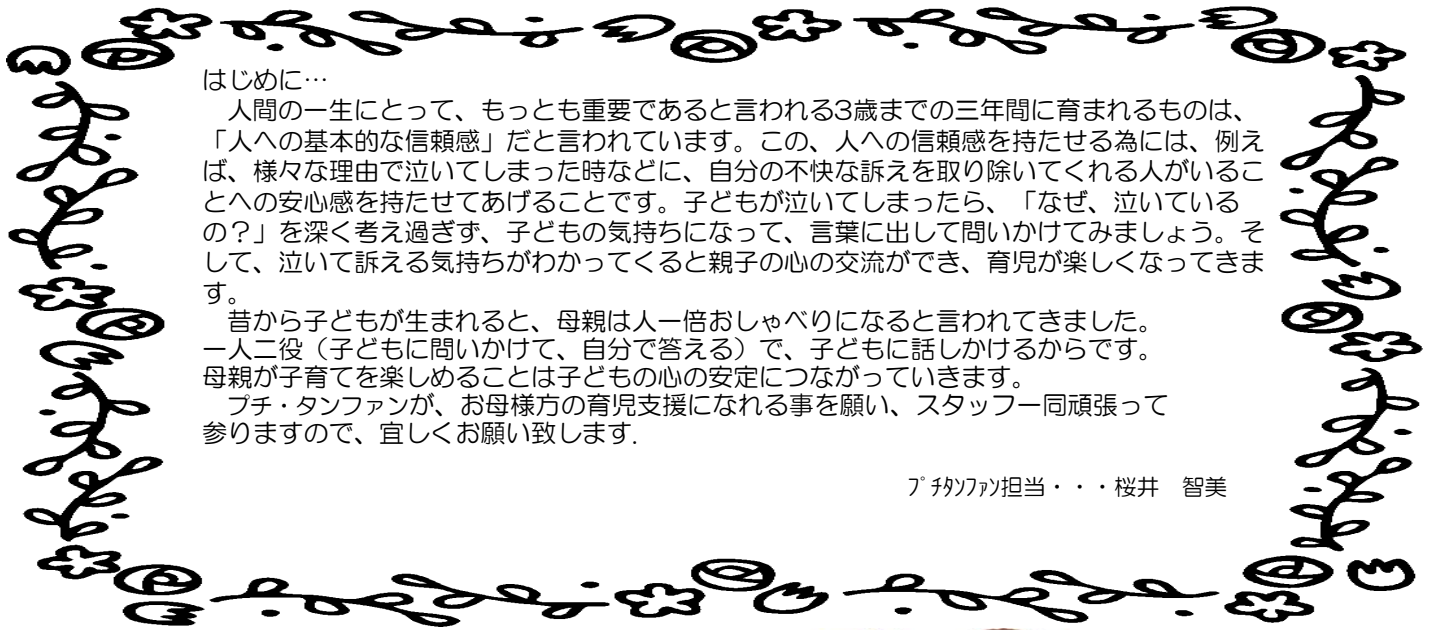 はじめに…
　人間の一生にとって、もっとも重要であると言われる3歳までの三年間に育まれるものは、
「人への基本的な信頼感」だと言われています。この、人への信頼感を持たせる為には、例え
ば、様々な理由で泣いてしまった時などに、自分の不快な訴えを取り除いてくれる人がいるこ
とへの安心感を持たせてあげることです。子どもが泣いてしまったら、「なぜ、泣いている
の？」を深く考え過ぎず、子どもの気持ちになって、言葉に出して問いかけてみましょう。そ
して、泣いて訴える気持ちがわかってくると親子の心の交流ができ、育児が楽しくなってきま
す。
　昔から子どもが生まれると、母親は人一倍おしゃべりになると言われてきました。
一人二役（子どもに問いかけて、自分で答える）で、子どもに話しかけるからです。
母親が子育てを楽しめることは子どもの心の安定につながっていきます。
　プチ・タンファンが、お母様方の育児支援になれる事を願い、スタッフ一同頑張って
参りますので、宜しくお願い致します.
ﾌﾟﾁﾀﾝﾌｧﾝ担当・・・桜井　智美